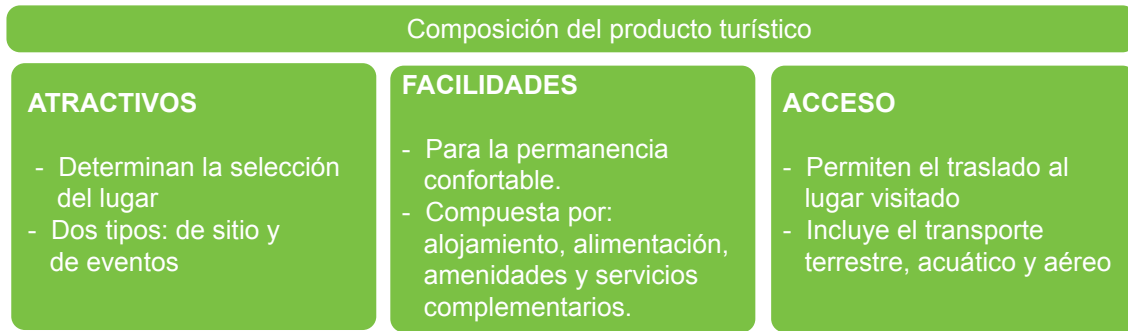 Composición del producto turístico
ATRACTIVOS
- Determinan la selección
del lugar
- Dos tipos: de sitio y
de eventos
FACILIDADES
- Para la permanencia
confortable.
- Compuesta por:
alojamiento, alimentación,
amenidades y servicios
complementarios.
ACCESO
- Permiten el traslado al
lugar visitado
- Incluye el transporte
terrestre, acuático y aéreo